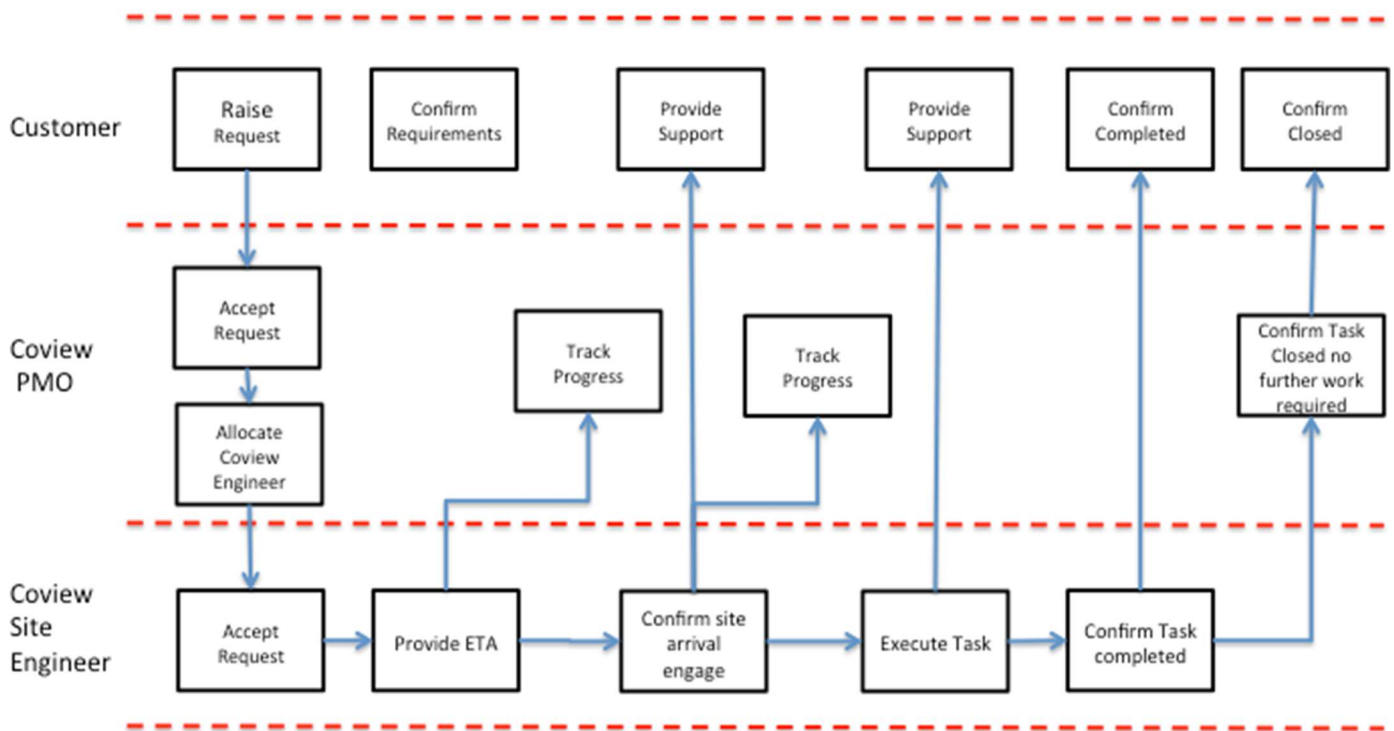 Customer
Raise
Request
Confirm
Requirements
Provide
Support
Provide
Support
Confirm
Completed
Confirm
Closed
Coview
PMO
Accept
Request
Allocate
Coview
Engineer
Track
Progress
Track
Progress
Confirm Task
Closed no
further work
required
Coview
Site
Engineer
Accept
Request
Provide ETA
Confirm site
arrival
engage
Execute Task
Confirm Task
completed